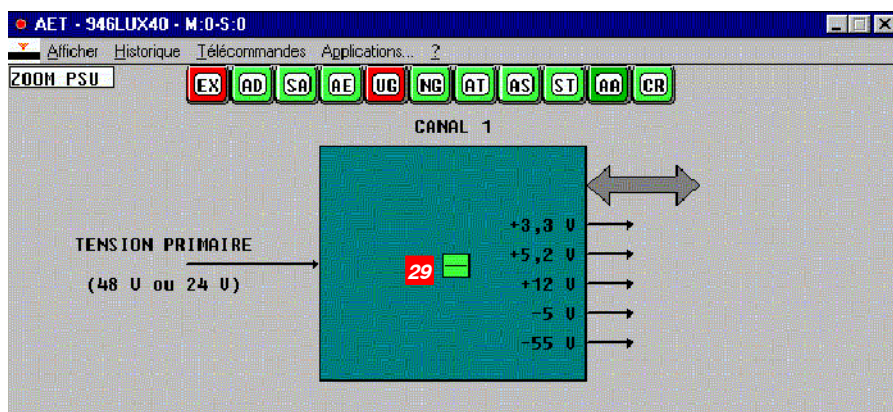 AET - 946LUX40 - M:0-S:0
Afficher Historique Télécommandes Applications... ?
ZOOM PSU
EX AD SA AE UG NG AT AS ST AA CR
CANAL 1
+3,3 V
TENSION PRIMAIRE
+5,2 V
29
(48 V ou 24 V)
+12 V
-5 V
-55 V